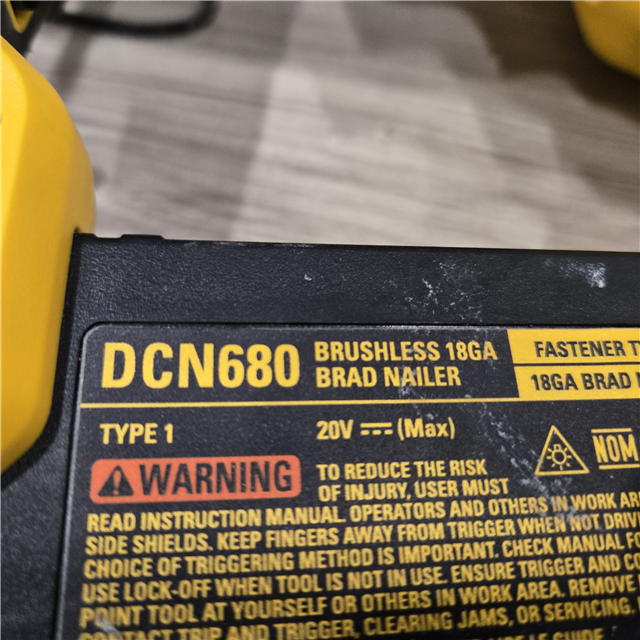 DCN680 BRUSHLESS 18GA
BRAD NAILER
FASTENER
18GA BRAD
TYPE 1
20V (Max)
NOM
WARNING
TO REDUCE THE RISK
OF INJURY, USER MUST
READ INSTRUCTION MANUAL. OPERATORS AND OTHERS IN WORK
SIDE SHIELDS. KEEP FINGERS AWAY FROM TRIGGER WHEN NOT
CHOICE OF TRIGGERING METHOD IS IMPORTANT. CHECK MANUAL
USE LOCK-OFF WHEN TOOL IS NOT IN USE. ENSURE TRIGGER AND
POINT TOOL AT YOURSELF OR OTHERS IN WORK AREA. REMOVE
CONTACT TRIP AND TRIGGER, CLEARING JAMS, OR SERVICING,